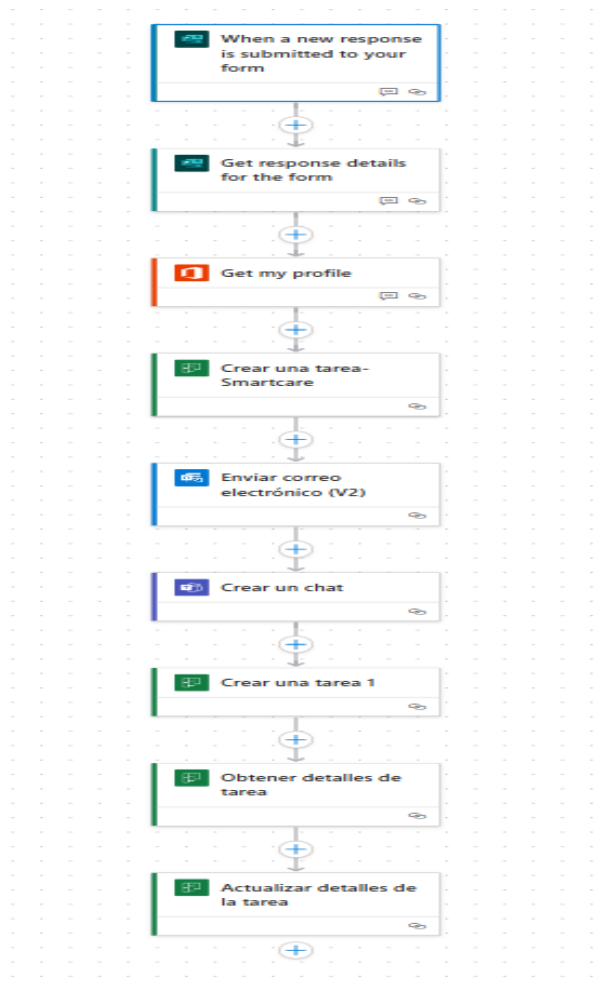 When a new response
is submitted to your
form
Get response details
for the form
Get my profile
Crear una tarea-
Smartcare
Enviar correo
electrónico (V2)
Crear un chat
Crear una tarea 1
Obtener detalles de
tarea
Actualizar detalles de
la tarea